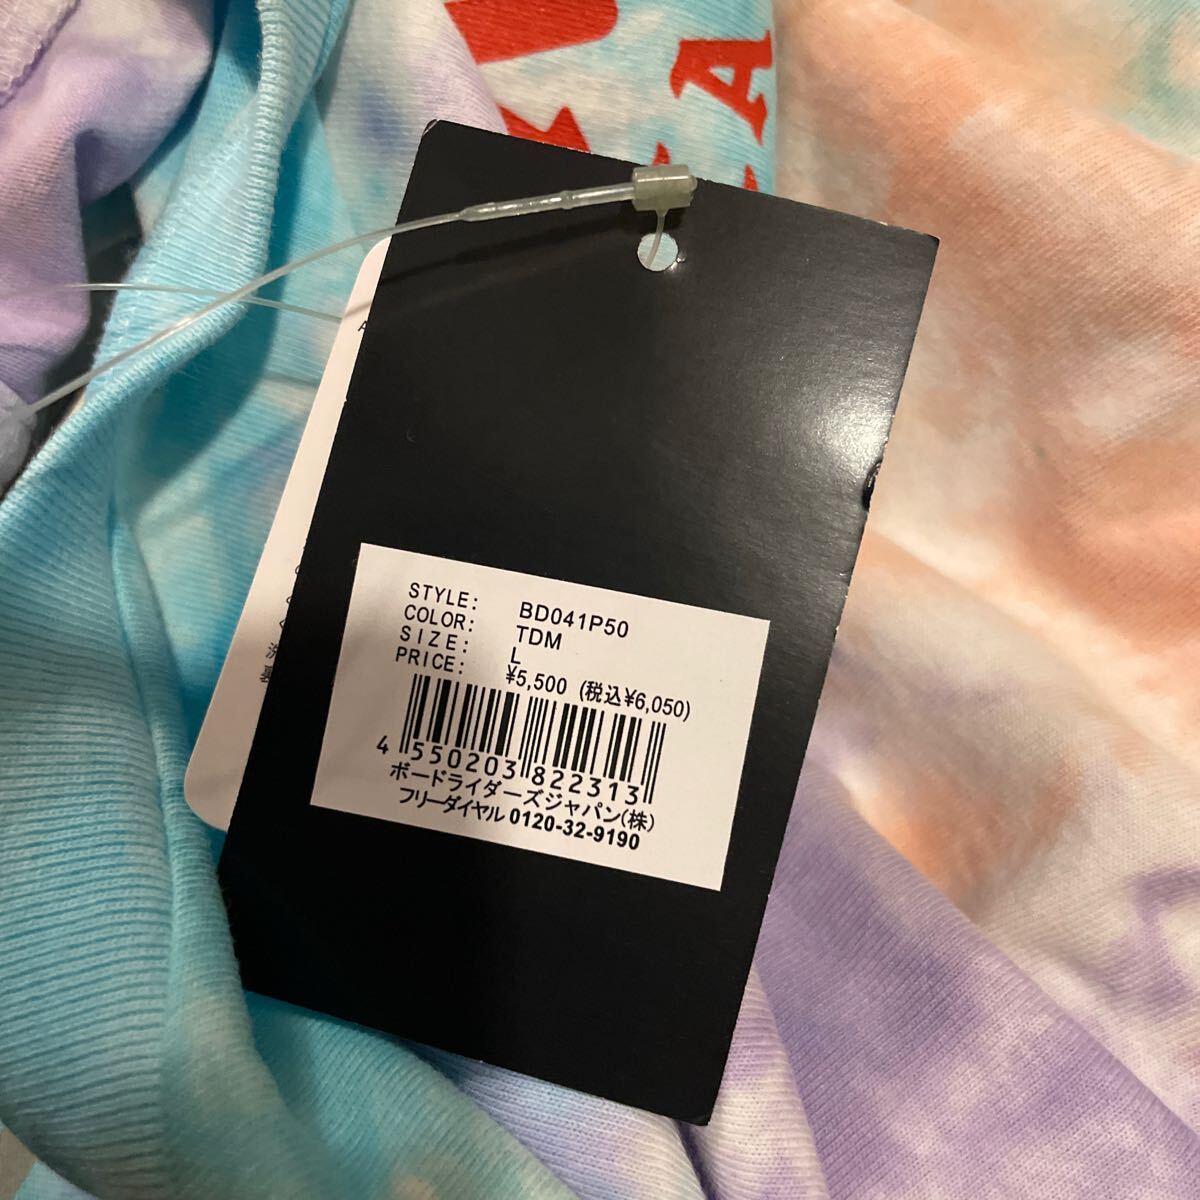 A
STYLE: BD041P50
COLOR: TDM
SIZE: L
PRICE: ¥5,500 (税込¥6,050)
4 550203 822313
ボードライダーズジャパン(株)
フリーダイヤル 0120-32-9190